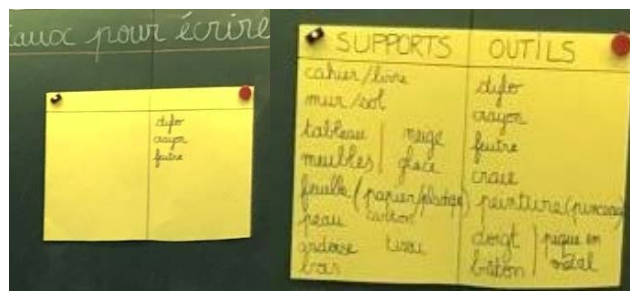 aux pour écrire
stylo
crayon
feutre
SUPPORTS OUTILS
cahier/livre stylo
mur/sol crayon
tableau neige feutre
meubles glace craie
feuille (papier/plastique) peinture (pinceau)
peau carton doigt pique en
ardoise tissu bâton métal
bois